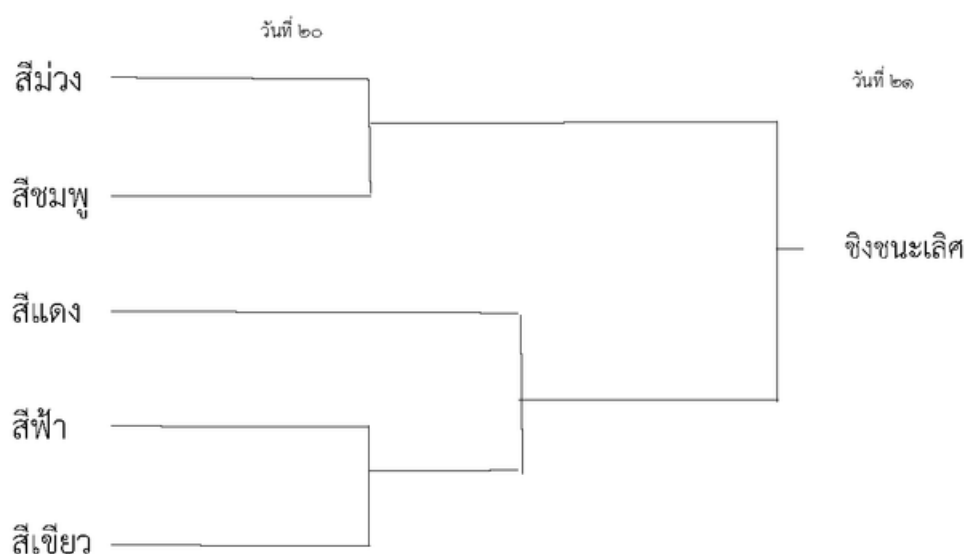 วันที่ ๒๐
สีม่วง
วันที่ ๒๑
สีชมพู
ชิงชนะเลิศ
สีแดง
สีฟ้า
สีเขียว